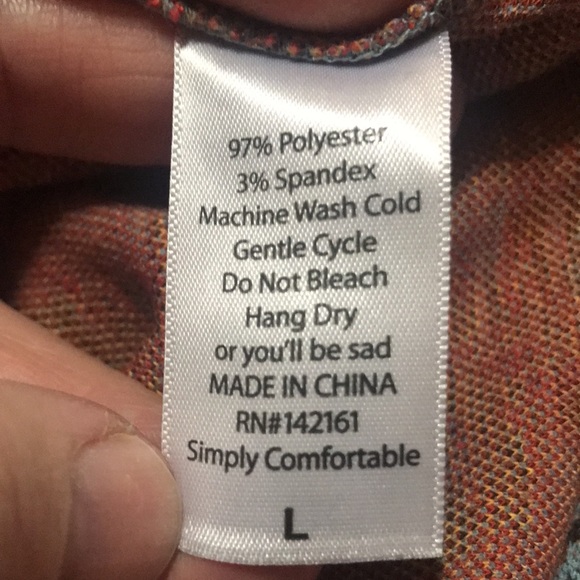 97% Polyester
3% Spandex
Machine Wash Cold
Gentle Cycle
Do Not Bleach
Hang Dry
or you'll be sad
MADE IN CHINA
RN#142161
Simply Comfortable
L